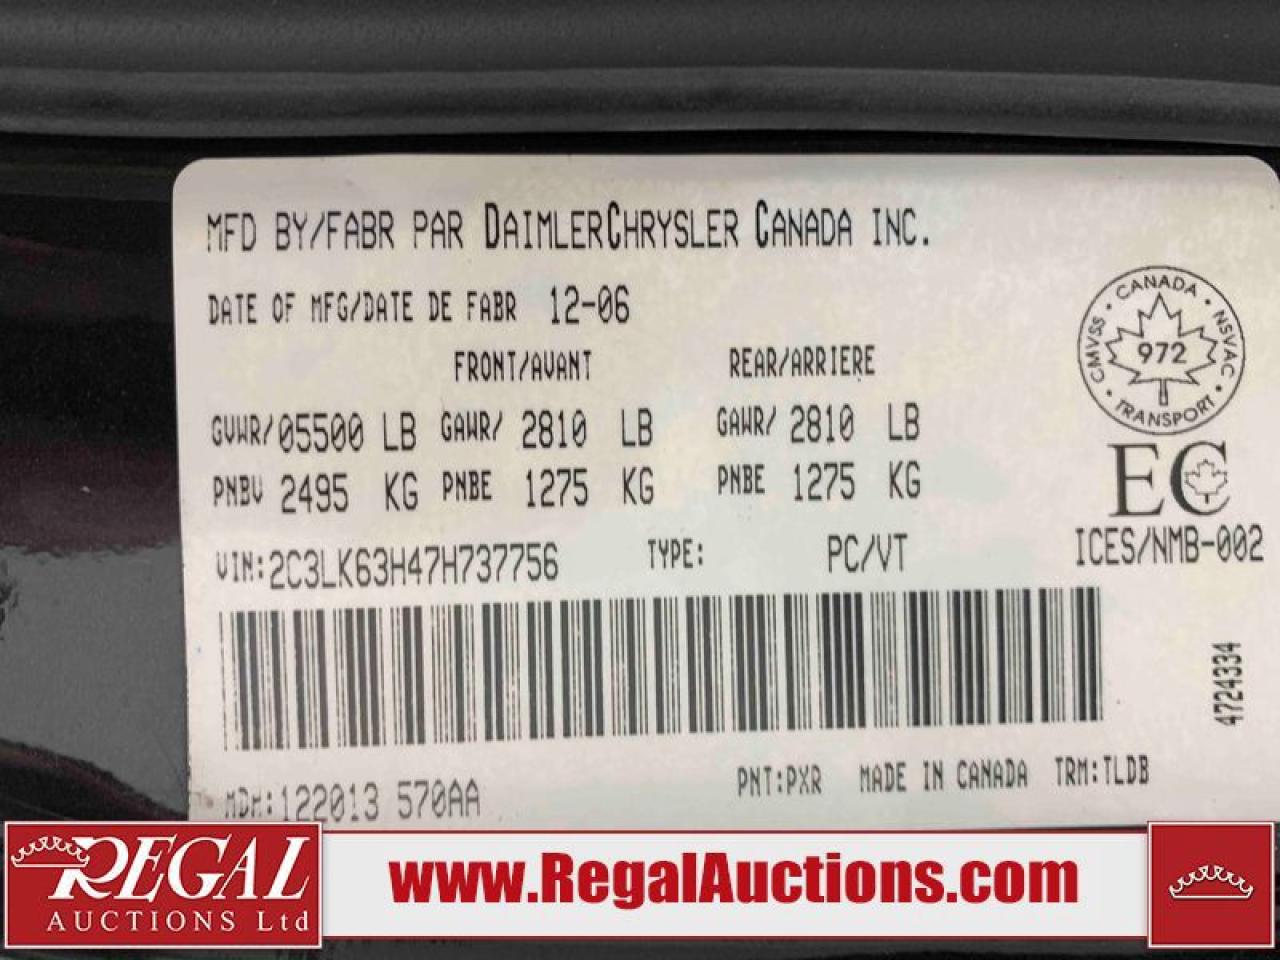 MFD BY/FABR PAR DAIMLERCHRYSLER CANADA INC.
DATE OF MFG/DATE DE FABR 12-06
FRONT/AVANT REAR/ARRIERE
GVWR/05500 LB GAWR/ 2810 LB GAWR/ 2810 LB
PNBV 2495 KG PNBE 1275 KG PNBE 1275 KG
VIN:2C3LK63H47H737756 TYPE: PC/VT
CANADA · NSVAC · TRANSPORT · CMVSS ·
972
EC
ICES/NMB-002
4724334
MDH:122013 570AA PNT:PXR MADE IN CANADA TRM:TLDB
REGAL
AUCTIONS Ltd
www.RegalAuctions.com